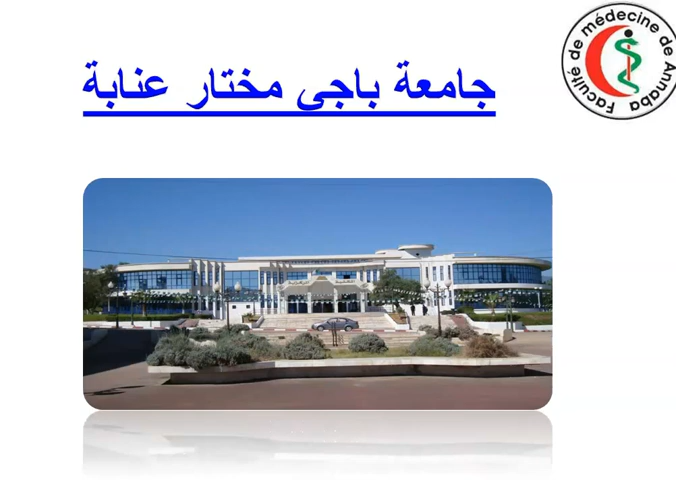 جامعة باجي مختار عنابة
Faculté de médecine de Annaba